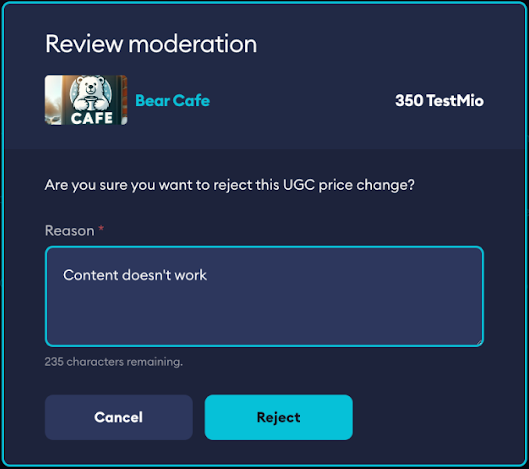 Review moderation
CAFE
Bear Cafe
350 TestMio
Are you sure you want to reject this UGC price change?
Reason *
Content doesn't work
235 characters remaining.
Cancel
Reject